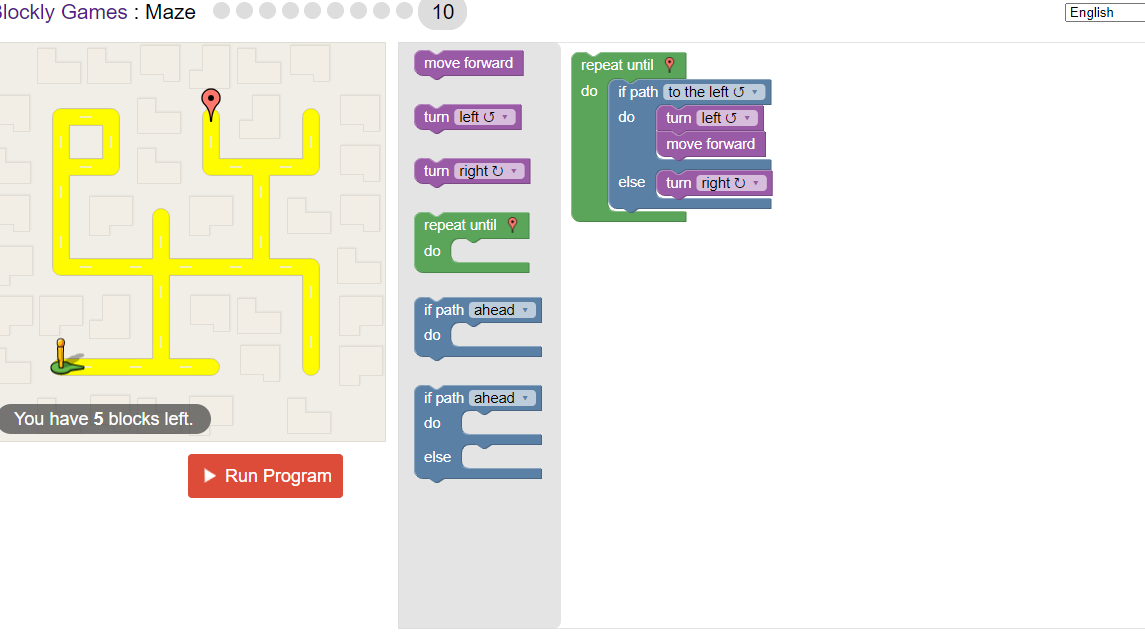 lockly Games : Maze 10 English
You have 5 blocks left.
Run Program
move forward
turn left ↺ ▾
turn right ↻ ▾
repeat until
do
if path ahead ▾
do
if path ahead ▾
do
else
repeat until
do if path to the left ↺ ▾
do turn left ↺ ▾
move forward
else turn right ↻ ▾